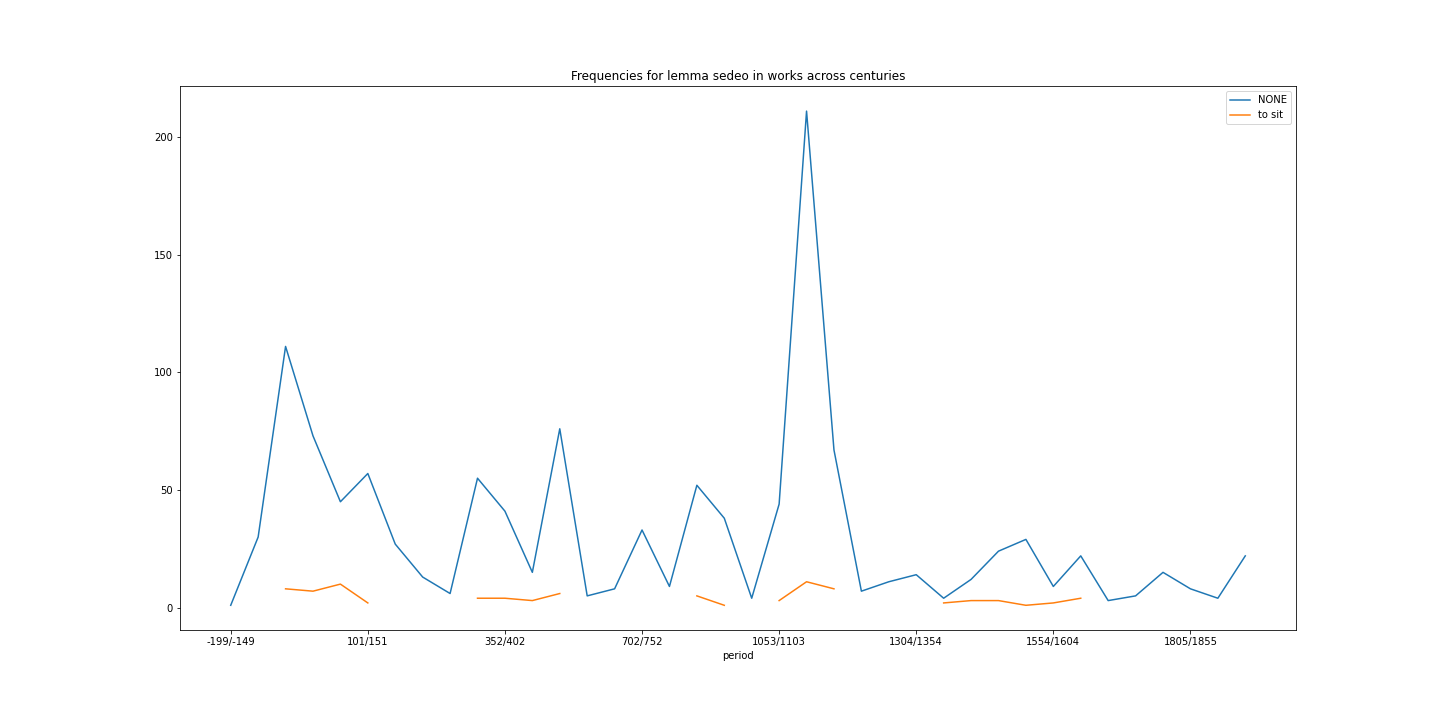 Frequencies for lemma sedeo in works across centuries
NONE
to sit
200
150
100
50
0
-199/-149 101/151 352/402 702/752 1053/1103 1304/1354 1554/1604 1805/1855
period